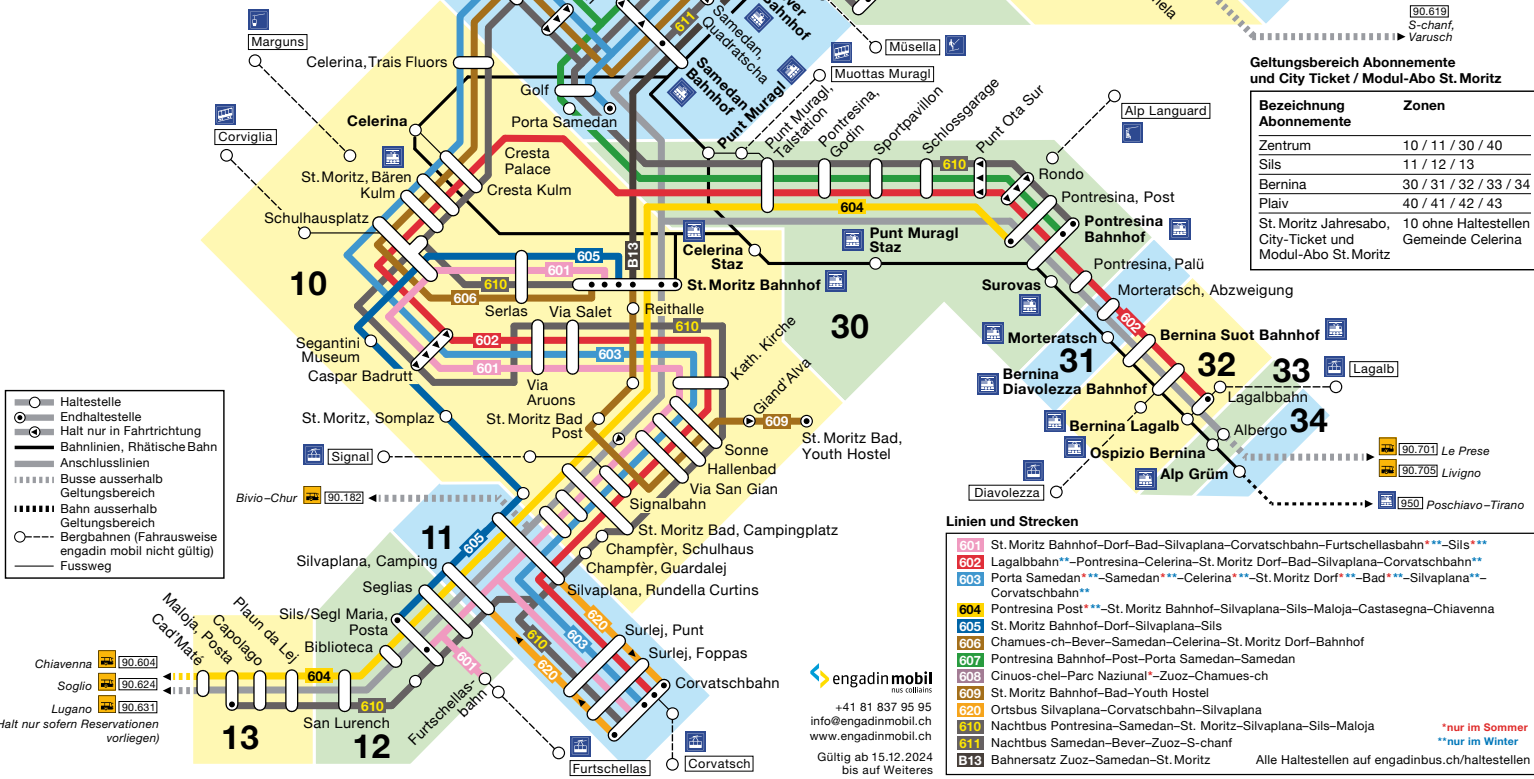 90.619
S-chanf,
Varusch
Marguns
Celerina, Trais Fluors
Corviglia
Celerina
St. Moritz, Bären
Kulm
Schulhausplatz
Golf
Porta Samedan
Cresta
Palace
Cresta Kulm
611
Samedan,
Quadratscha
Bahnhof
Samedan
Bahnhof
Müsella
Muottas Muragl
Punt Muragl
Punt Muragl,
Talstation
Pontresina,
Godin
Sportpavillon
Schlossgarage
Punt Ota Sur
Alp Languard
610
604
Rondo
Pontresina, Post
Pontresina
Bahnhof
Pontresina, Palü
Morteratsch, Abzweigung
Punt Muragl
Staz
Celerina
Staz
B13
St. Moritz Bahnhof
Reithalle
605
601
610
606
Serlas
Via Salet
10
30
Surovas
Morteratsch
31
602
Bernina Suot Bahnhof
32
33
Lagalb
Lagalbbahn
Bernina
Diavolezza Bahnhof
Bernina Lagalb
Albergo
34
Ospizio Bernina
Alp Grüm
Diavolezza
90.701 Le Prese
90.705 Livigno
950 Poschiavo–Tirano
Segantini
Museum
Caspar Badrutt
602
603
601
610
Via
Aruons
Kath. Kirche
Giand'Alva
609
St. Moritz Bad,
Youth Hostel
St. Moritz Bad
Post
St. Moritz, Somplaz
Signal
Sonne
Hallenbad
Via San Gian
Signalbahn
St. Moritz Bad, Campingplatz
Champfèr, Schulhaus
Champfèr, Guardalej
Silvaplana, Rundella Curtins
Bivio–Chur 90.182
11
605
Silvaplana, Camping
Seglias
Sils/Segl Maria,
Posta
Biblioteca
Plaun da Lej
Capolago
Maloja, Posta
Cad'Maté
Chiavenna 90.604
Soglio 90.624
Lugano 90.631
Halt nur sofern Reservationen
vorliegen)
604
610
San Lurench
13
12
601
Furtschellas-
bahn
Furtschellas
610
603
620
620
Surlej, Punt
Surlej, Foppas
Corvatschbahn
Corvatsch
Haltestelle
Endhaltestelle
Halt nur in Fahrtrichtung
Bahnlinien, Rhätische Bahn
Anschlusslinien
Busse ausserhalb
Geltungsbereich
Bahn ausserhalb
Geltungsbereich
Bergbahnen (Fahrausweise
engadin mobil nicht gültig)
Fussweg
Geltungsbereich Abonnemente
und City Ticket / Modul-Abo St. Moritz
Bezeichnung Zonen
Abonnemente
Zentrum 10 / 11 / 30 / 40
Sils 11 / 12 / 13
Bernina 30 / 31 / 32 / 33 / 34
Plaiv 40 / 41 / 42 / 43
St. Moritz Jahresabo, 10 ohne Haltestellen
City-Ticket und Gemeinde Celerina
Modul-Abo St. Moritz
engadin mobil
nus colliains
+41 81 837 95 95
info@engadinmobil.ch
www.engadinmobil.ch
Gültig ab 15.12.2024
bis auf Weiteres
Linien und Strecken
601 St. Moritz Bahnhof–Dorf–Bad–Silvaplana–Corvatschbahn–Furtschellasbahn***–Sils***
602 Lagalbbahn**–Pontresina–Celerina–St. Moritz Dorf–Bad–Silvaplana–Corvatschbahn**
603 Porta Samedan***–Samedan***–Celerina***–St. Moritz Dorf***–Bad***–Silvaplana**–
Corvatschbahn**
604 Pontresina Post***–St. Moritz Bahnhof–Silvaplana–Sils–Maloja–Castasegna–Chiavenna
605 St. Moritz Bahnhof–Dorf–Silvaplana–Sils
606 Chamues-ch–Bever–Samedan–Celerina–St. Moritz Dorf–Bahnhof
607 Pontresina Bahnhof–Post–Porta Samedan–Samedan
608 Cinuos-chel–Parc Naziunal*–Zuoz–Chamues-ch
609 St. Moritz Bahnhof–Bad–Youth Hostel
620 Ortsbus Silvaplana–Corvatschbahn–Silvaplana
610 Nachtbus Pontresina–Samedan–St. Moritz–Silvaplana–Sils–Maloja
611 Nachtbus Samedan–Bever–Zuoz–S-chanf
B13 Bahnersatz Zuoz–Samedan–St. Moritz
*nur im Sommer
**nur im Winter
Alle Haltestellen auf engadinbus.ch/haltestellen